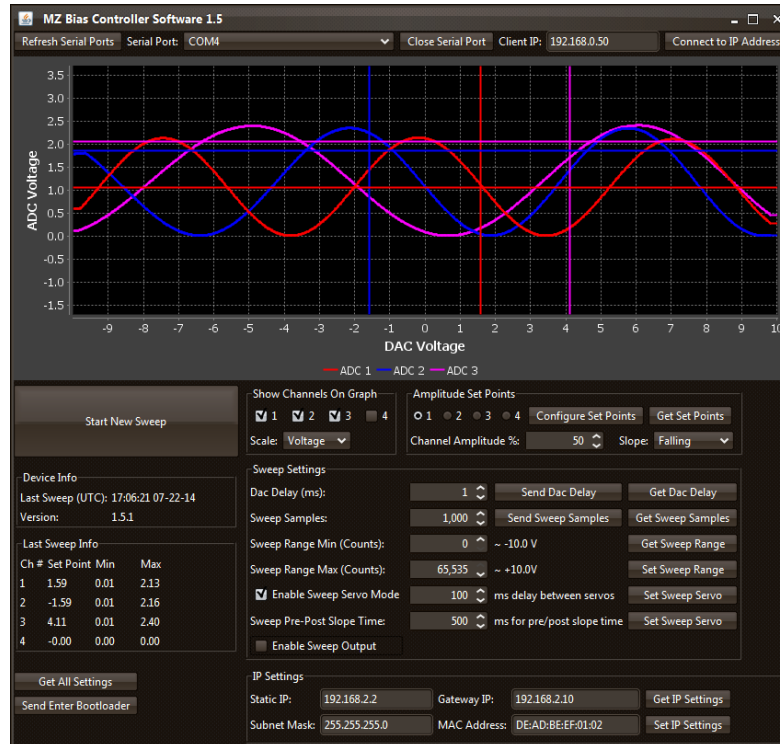 MZ Bias Controller Software 1.5
Refresh Serial Ports Serial Port: COM4 Close Serial Port Client IP: 192.168.0.50 Connect to IP Address
3.5
3.0
2.5
2.0
1.5
1.0
0.5
0.0
-0.5
-1.0
-1.5
ADC Voltage
-9 -8 -7 -6 -5 -4 -3 -2 -1 0 1 2 3 4 5 6 7 8 9 10
DAC Voltage
ADC 1 ADC 2 ADC 3
Start New Sweep
Show Channels On Graph
1 2 3 4
Scale: Voltage
Amplitude Set Points
1 2 3 4 Configure Set Points Get Set Points
Channel Amplitude %: 50 Slope: Falling
Device Info
Last Sweep (UTC): 17:06:21 07-22-14
Version: 1.5.1
Last Sweep Info
Ch # Set Point Min Max
1 1.59 0.01 2.13
2 -1.59 0.01 2.16
3 4.11 0.01 2.40
4 -0.00 0.00 0.00
Get All Settings
Send Enter Bootloader
Sweep Settings
Dac Delay (ms): 1 Send Dac Delay Get Dac Delay
Sweep Samples: 1,000 Send Sweep Samples Get Sweep Samples
Sweep Range Min (Counts): 0 ~ -10.0 V Get Sweep Range
Sweep Range Max (Counts): 65,535 ~ +10.0V Set Sweep Range
Enable Sweep Servo Mode 100 ms delay between servos Set Sweep Servo
Sweep Pre-Post Slope Time: 500 ms for pre/post slope time Set Sweep Servo
Enable Sweep Output
IP Settings
Static IP: 192.168.2.2 Gateway IP: 192.168.2.10 Get IP Settings
Subnet Mask: 255.255.255.0 MAC Address: DE:AD:BE:EF:01:02 Set IP Settings